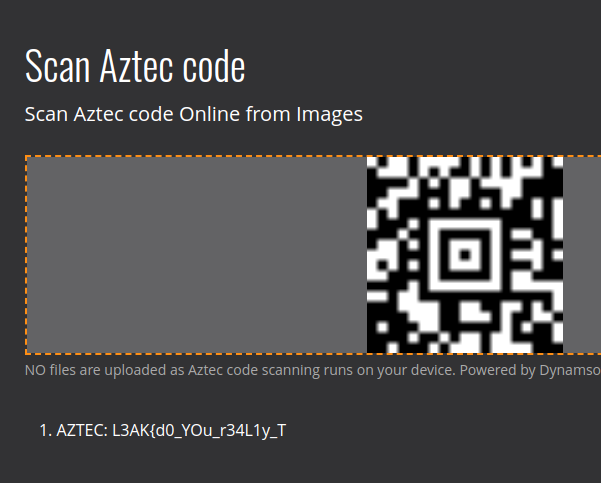 Scan Aztec code
Scan Aztec code Online from Images
NO files are uploaded as Aztec code scanning runs on your device. Powered by Dynamso
1. AZTEC: L3AK{d0_YOu_r34L1y_T